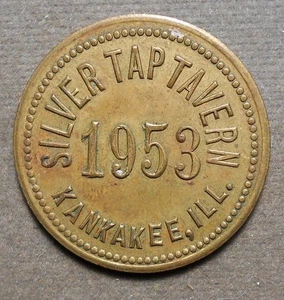 SILVER TAP TAVERN
1953
KANKAKEE, ILL.